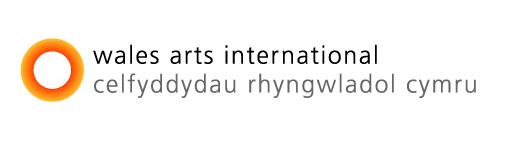 wales arts international
celfyddydau rhyngwladol cymru